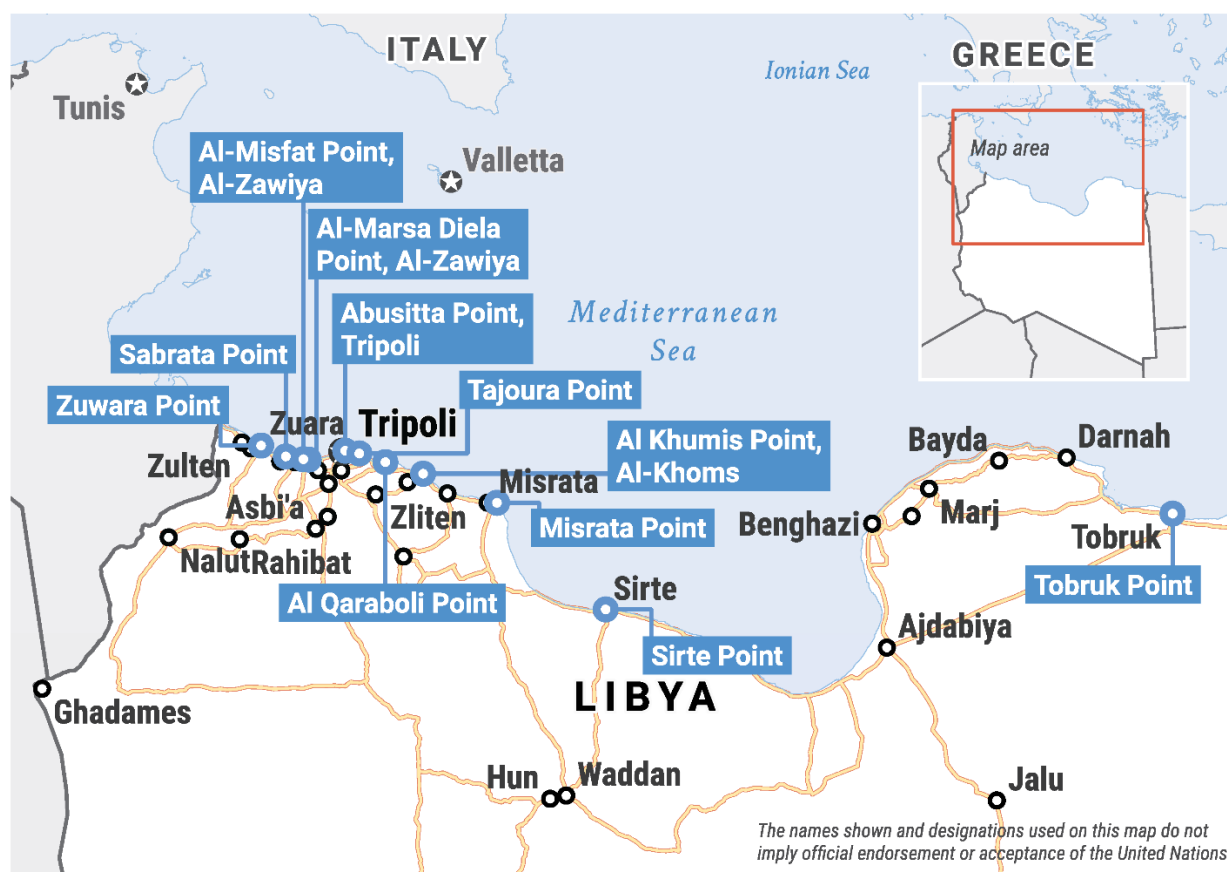 ITALY
GREECE
Ionian Sea
Tunis
Map area
Al-Misfat Point,
Al-Zawiya
Valletta
Al-Marsa Diela
Point, Al-Zawiya
Abusitta Point,
Tripoli
Mediterranean
Sea
Sabrata Point
Tajoura Point
Zuwara Point
Zuara
Tripoli
Al Khumis Point,
Al-Khoms
Bayda
Darnah
Zulten
Misrata
Asbi'a
Zliten
Marj
Benghazi
Misrata Point
Tobruk
Nalut
Rahibat
Tobruk Point
Al Qaraboli Point
Sirte
Ajdabiya
Sirte Point
LIBYA
Ghadames
Hun
Waddan
Jalu
The names shown and designations used on this map do not
imply official endorsement or acceptance of the United Nations